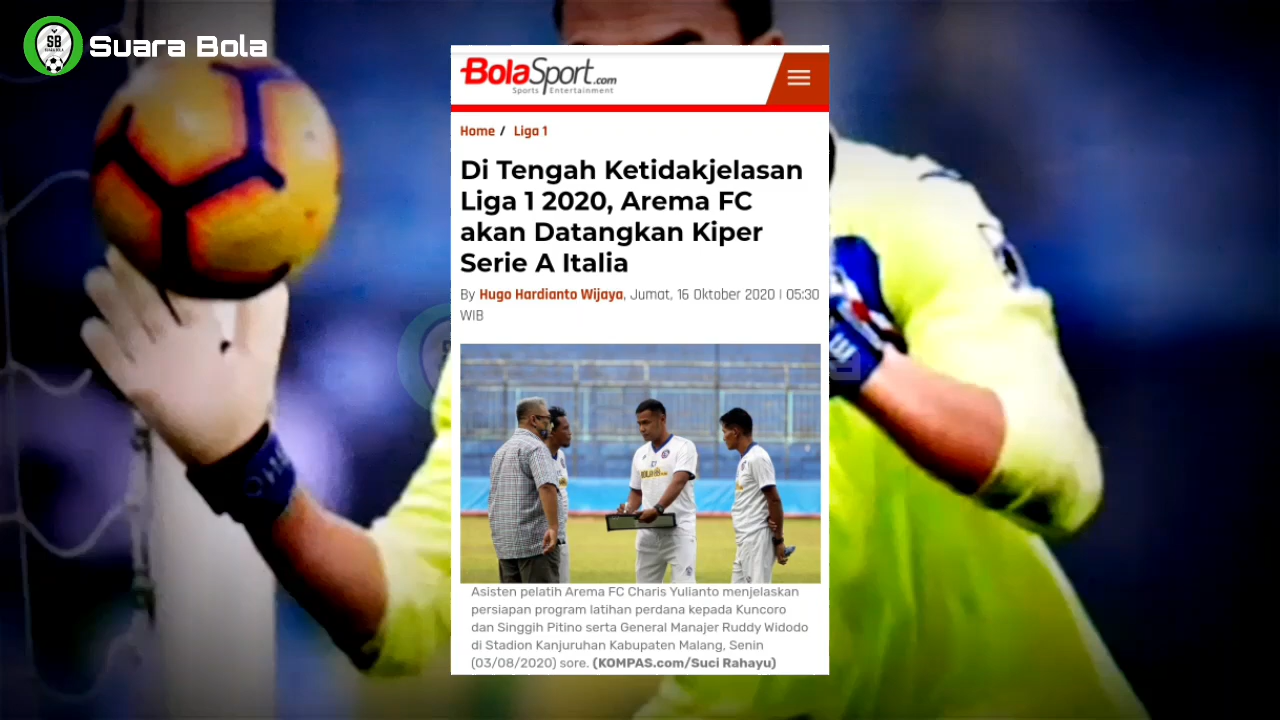 SB
SUARA BOLA
Suara Bola
BolaSport.com
Sports Entertainment
Home / Liga 1
Di Tengah Ketidakjelasan
Liga 1 2020, Arema FC
akan Datangkan Kiper
Serie A Italia
By Hugo Hardianto Wijaya, Jumat, 16 Oktober 2020 | 05:30
WIB
Asisten pelatih Arema FC Charis Yulianto menjelaskan
persiapan program latihan perdana kepada Kuncoro
dan Singgih Pitino serta General Manajer Ruddy Widodo
di Stadion Kanjuruhan Kabupaten Malang, Senin
(03/08/2020) sore. (KOMPAS.com/Suci Rahayu)